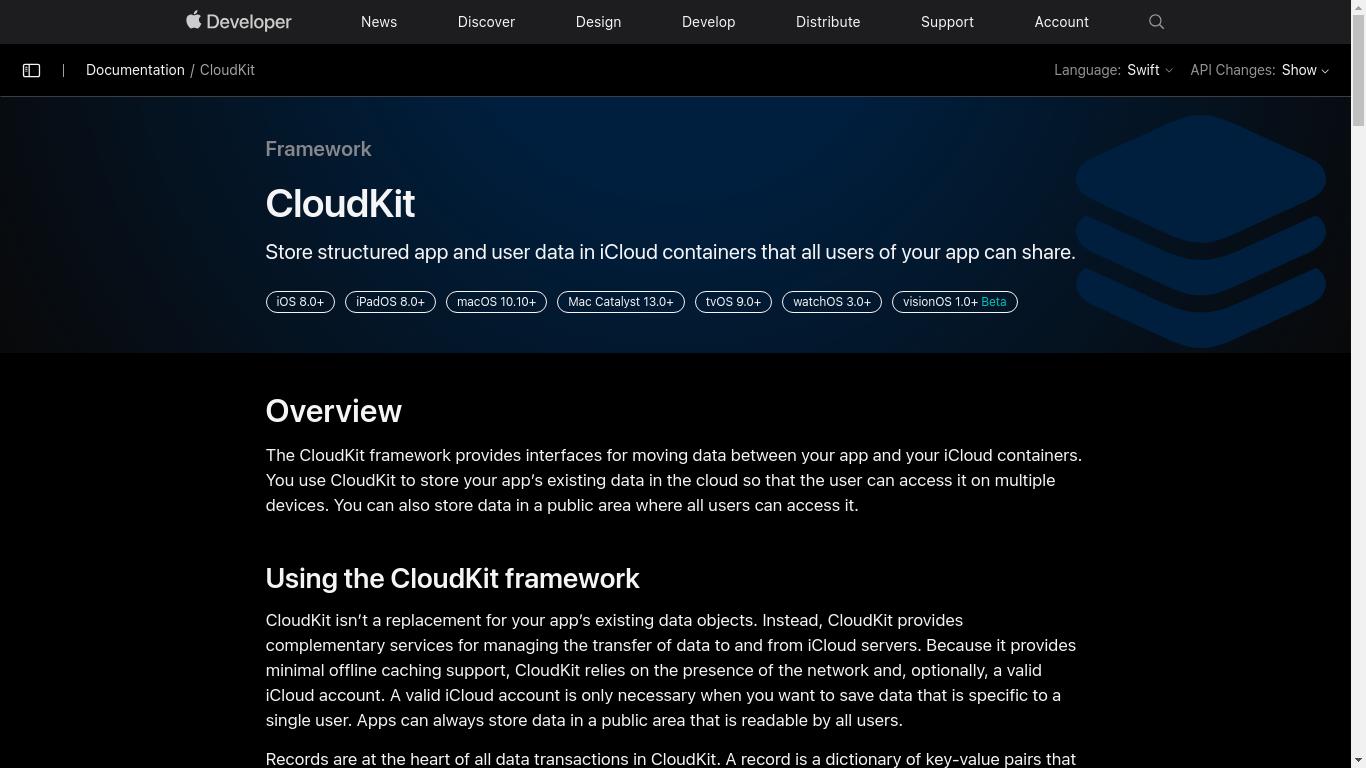 Developer
News
Discover
Design
Develop
Distribute
Support
Account
Documentation / CloudKit
Language: Swift
API Changes: Show
Framework
CloudKit
Store structured app and user data in iCloud containers that all users of your app can share.
iOS 8.0+
iPadOS 8.0+
macOS 10.10+
Mac Catalyst 13.0+
tvOS 9.0+
watchOS 3.0+
visionOS 1.0+ Beta
Overview
The CloudKit framework provides interfaces for moving data between your app and your iCloud containers.
You use CloudKit to store your app’s existing data in the cloud so that the user can access it on multiple
devices. You can also store data in a public area where all users can access it.
Using the CloudKit framework
CloudKit isn’t a replacement for your app’s existing data objects. Instead, CloudKit provides
complementary services for managing the transfer of data to and from iCloud servers. Because it provides
minimal offline caching support, CloudKit relies on the presence of the network and, optionally, a valid
iCloud account. A valid iCloud account is only necessary when you want to save data that is specific to a
single user. Apps can always store data in a public area that is readable by all users.
Records are at the heart of all data transactions in CloudKit. A record is a dictionary of key-value pairs that